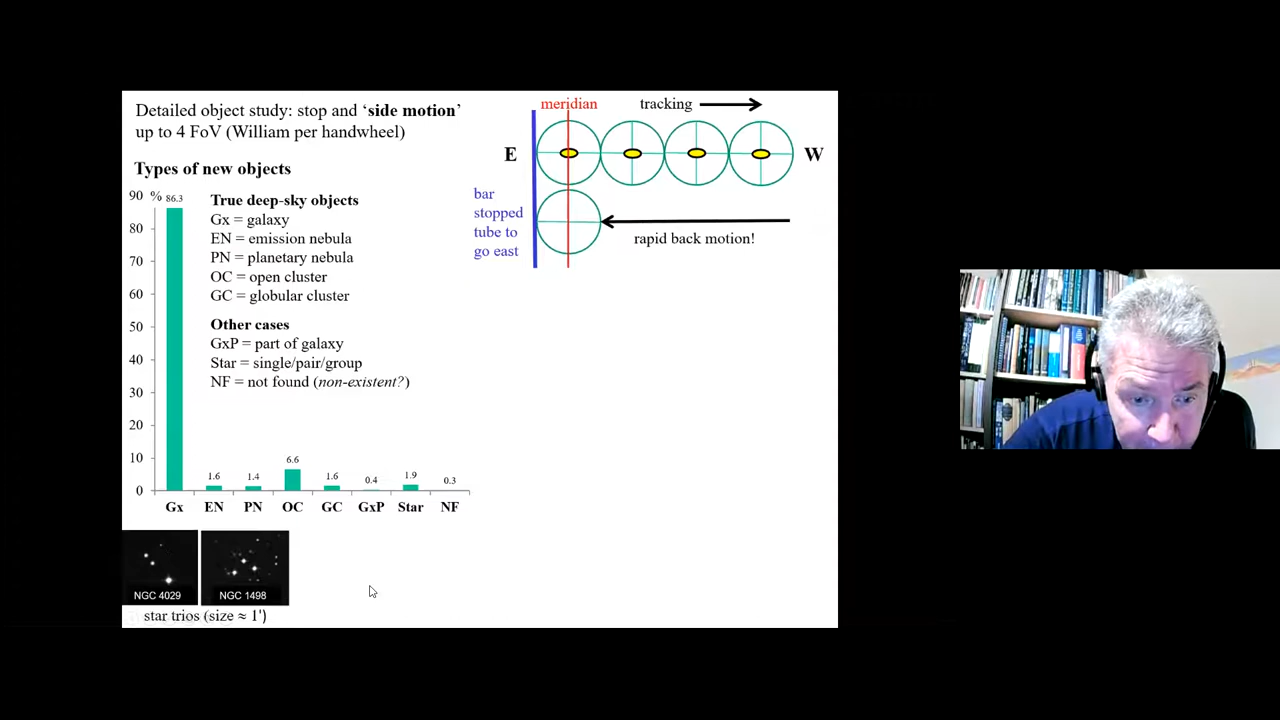 Detailed object study: stop and ‘side motion’
up to 4 FoV (William per handwheel)
Types of new objects
90 % 86.3
80
70
60
50
40
30
20
10
0
True deep-sky objects
Gx = galaxy
EN = emission nebula
PN = planetary nebula
OC = open cluster
GC = globular cluster
Other cases
GxP = part of galaxy
Star = single/pair/group
NF = not found (non-existent?)
1.6 1.4 6.6 1.6 0.4 1.9 0.3
Gx EN PN OC GC GxP Star NF
NGC 4029 NGC 1498
star trios (size ≈ 1')
meridian tracking
E W
bar
stopped
tube to
go east
rapid back motion!